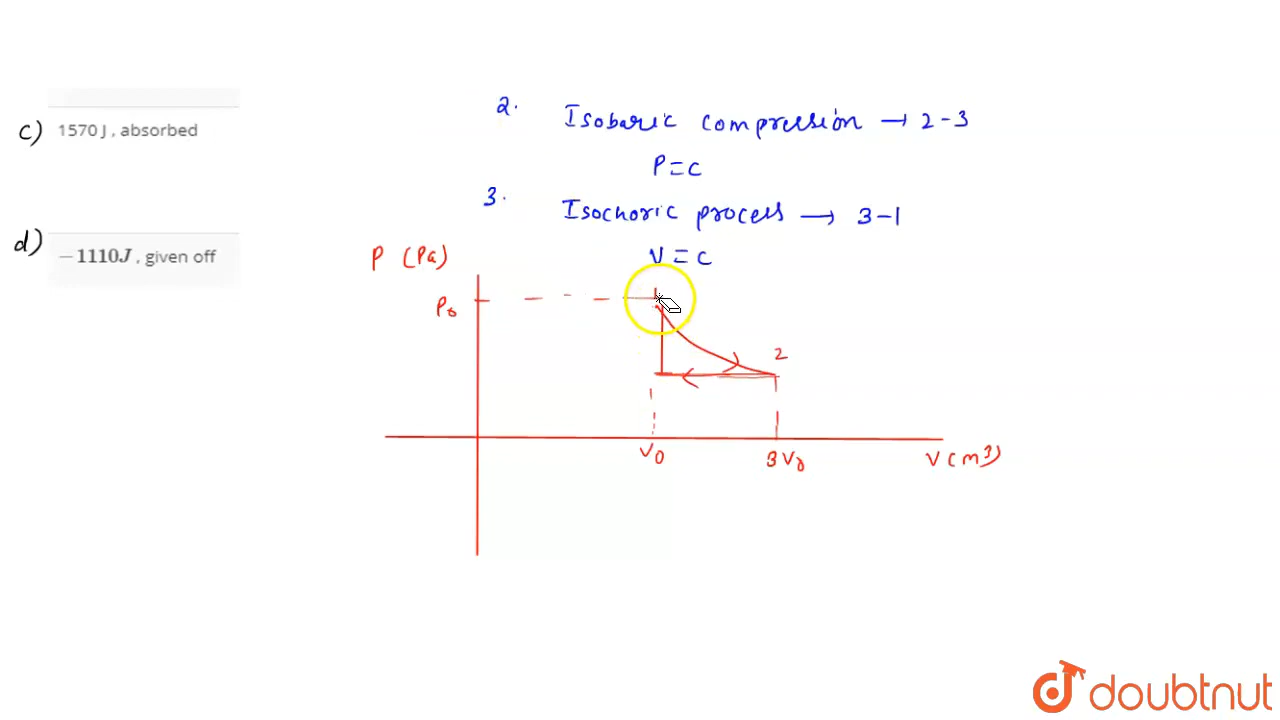 2. Isobaric compression → 2-3
c) 1570 J , absorbed
P = C
3. Isochoric process → 3-1
d) −1110J , given off
P (Pa)
V = C
P₀
2
V₀ 3V₀ V(m³)
doubtnut